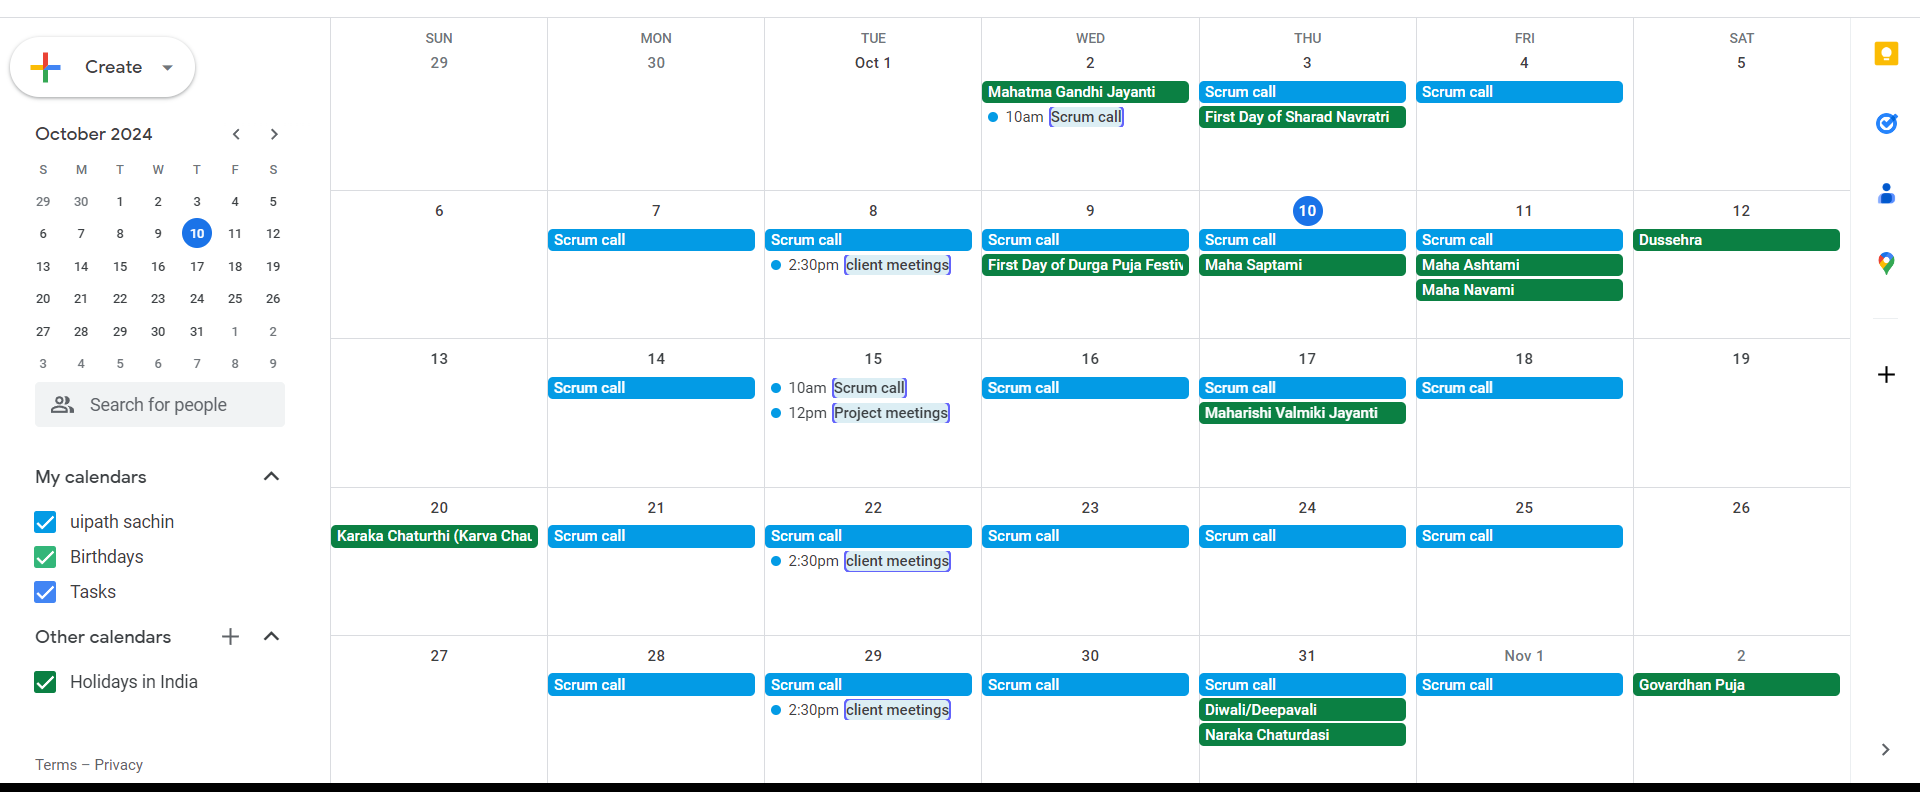 Create
October 2024
S M T W T F S
29 30 1 2 3 4 5
6 7 8 9 10 11 12
13 14 15 16 17 18 19
20 21 22 23 24 25 26
27 28 29 30 31 1 2
3 4 5 6 7 8 9
Search for people
My calendars
uipath sachin
Birthdays
Tasks
Other calendars
Holidays in India
Terms – Privacy
SUN MON TUE WED THU FRI SAT
29 30 Oct 1 2 3 4 5
Mahatma Gandhi Jayanti Scrum call Scrum call
10am Scrum call First Day of Sharad Navratri
6 7 8 9 10 11 12
Scrum call Scrum call Scrum call Scrum call Scrum call Dussehra
2:30pm client meetings First Day of Durga Puja Festiv Maha Saptami Maha Ashtami
Maha Navami
13 14 15 16 17 18 19
Scrum call 10am Scrum call Scrum call Scrum call Scrum call
12pm Project meetings Maharishi Valmiki Jayanti
20 21 22 23 24 25 26
Karaka Chaturthi (Karva Chau Scrum call Scrum call Scrum call Scrum call Scrum call
2:30pm client meetings
27 28 29 30 31 Nov 1 2
Scrum call Scrum call Scrum call Scrum call Scrum call Govardhan Puja
2:30pm client meetings Diwali/Deepavali
Naraka Chaturdasi